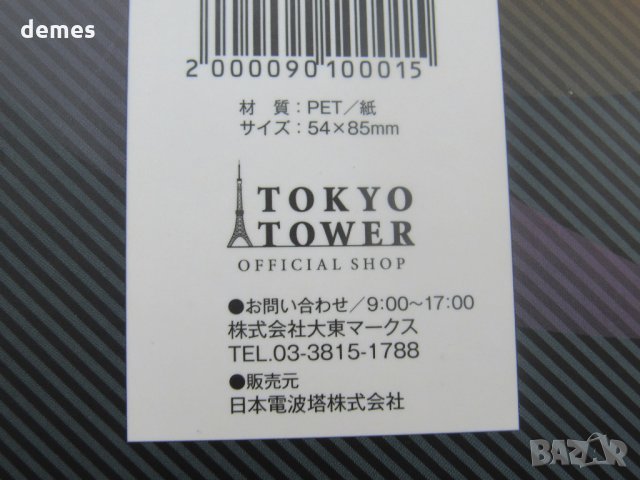 demes
2 000090 100015
材　質：PET／紙
サイズ：54×85mm
TOKYO
TOWER
OFFICIAL SHOP
●お問い合わせ／9:00〜17:00
株式会社大東マークス
TEL.03-3815-1788
●販売元
日本電波塔株式会社
BAZAR